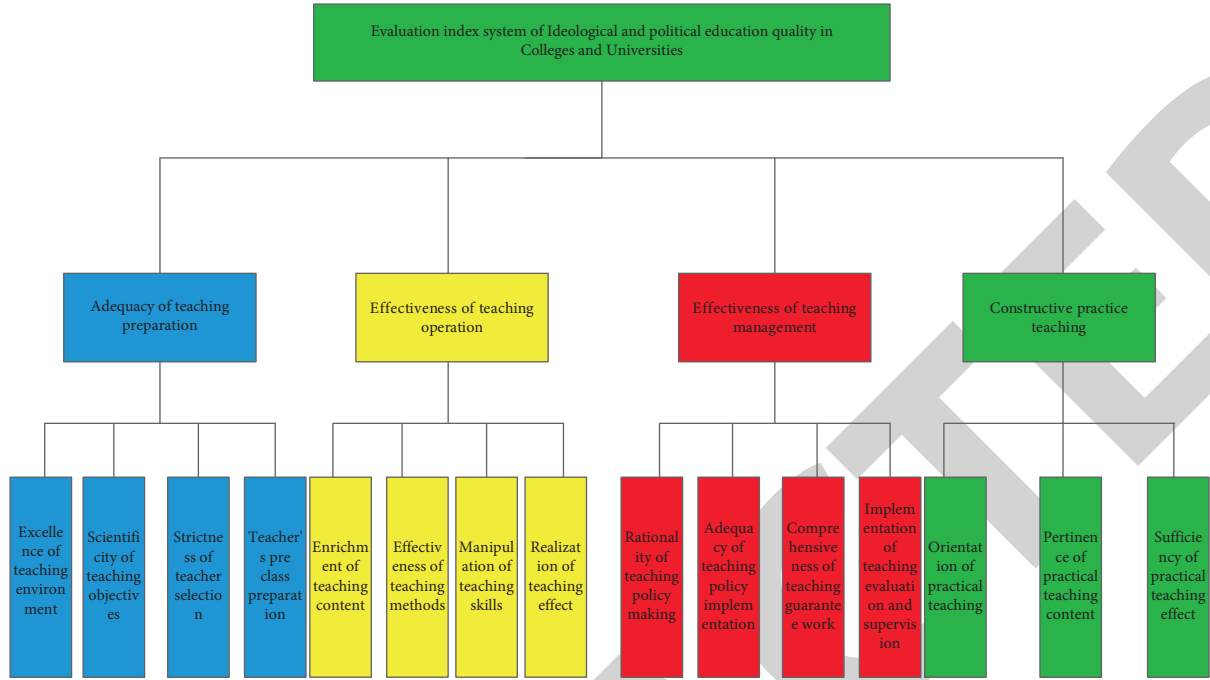 Evaluation index system of Ideological and political education quality in
Colleges and Universities
Adequacy of teaching
preparation
Effectiveness of teaching
operation
Effectiveness of teaching
management
Constructive practice
teaching
Excelle
nce of
teaching
environ
ment
Scientifi
city of
teaching
objectiv
es
Strictne
ss of
teacher
selectio
n
Teacher'
s pre
class
preparat
ion
Enrichm
ent of
teaching
content
Effectiv
eness of
teaching
methods
Manipul
ation of
teaching
skills
Realizat
ion of
teaching
effect
Rationa
lity of
teaching
policy
making
Adequa
cy of
teaching
policy
implem
entation
Compre
hensive
ness of
teaching
guarante
e work
Implem
entation
of
teaching
evaluati
on and
supervis
ion
Orientat
ion of
practical
teaching
Pertinen
ce of
practical
teaching
content
Sufficie
ncy of
practical
teaching
effect